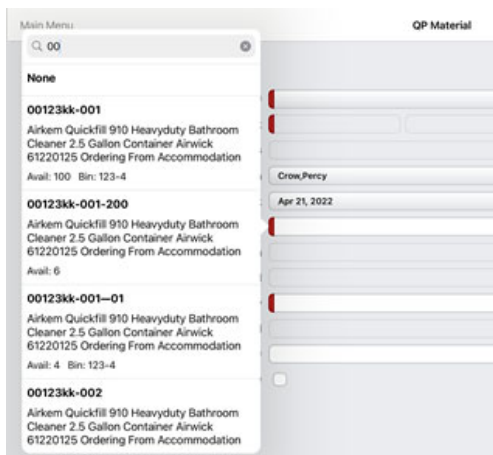 Main Menu
QP Material
00
None
00123kk-001
Airkem Quickfill 910 Heavyduty Bathroom
Cleaner 2.5 Gallon Container Airwick
61220125 Ordering From Accommodation
Avail: 100 Bin: 123-4
Crow,Percy
00123kk-001-200
Apr 21, 2022
Airkem Quickfill 910 Heavyduty Bathroom
Cleaner 2.5 Gallon Container Airwick
61220125 Ordering From Accommodation
Avail: 6
00123kk-001—01
Airkem Quickfill 910 Heavyduty Bathroom
Cleaner 2.5 Gallon Container Airwick
61220125 Ordering From Accommodation
Avail: 4 Bin: 123-4
00123kk-002
Airkem Quickfill 910 Heavyduty Bathroom
Cleaner 2.5 Gallon Container Airwick
61220125 Ordering From Accommodation